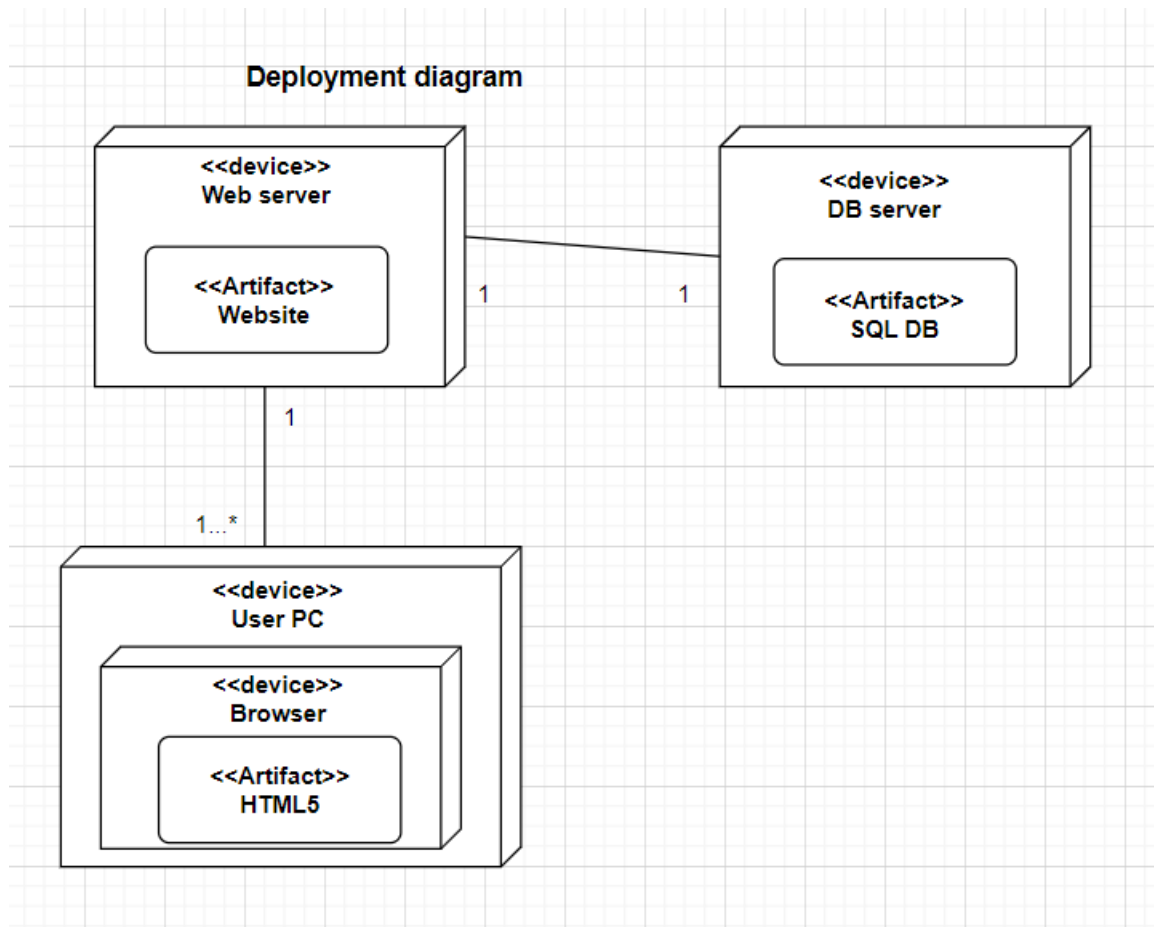 Deployment diagram
<<device>>
Web server
<<Artifact>>
Website
<<device>>
DB server
<<Artifact>>
SQL DB
1
1
1
1...*
<<device>>
User PC
<<device>>
Browser
<<Artifact>>
HTML5